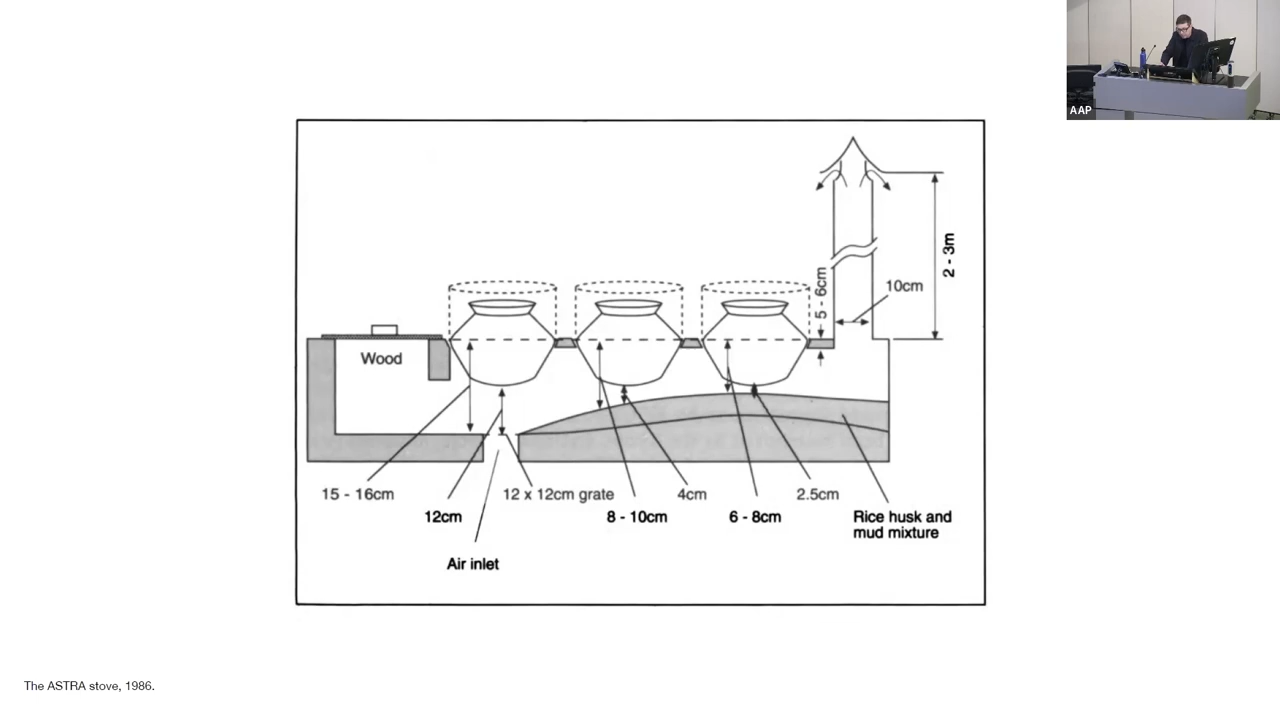 AAP
2 - 3m
5 - 6cm
10cm
Wood
15 - 16cm
12 x 12cm grate
4cm
2.5cm
12cm
8 - 10cm
6 - 8cm
Rice husk and
mud mixture
Air inlet
The ASTRA stove, 1986.